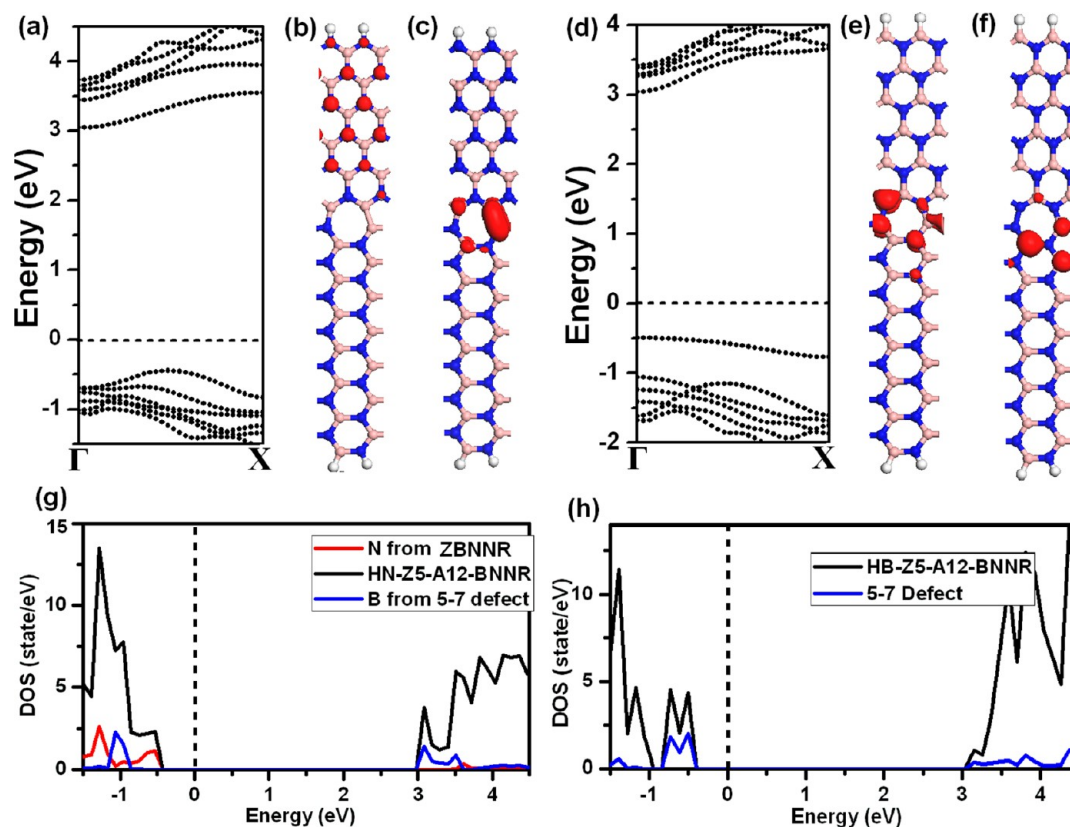 (a) (b) (c) (d) (e) (f)
Energy (eV)
4
3
2
1
0
-1
Γ X
Energy (eV)
4
3
2
1
0
-1
-2
Γ X
(g)
DOS (state/eV)
15
10
5
0
N from ZBNNR
HN-Z5-A12-BNNR
B from 5-7 defect
-1 0 1 2 3 4
Energy (eV)
(h)
DOS (state/eV)
10
5
0
HB-Z5-A12-BNNR
5-7 Defect
-1 0 1 2 3 4
Energy (eV)